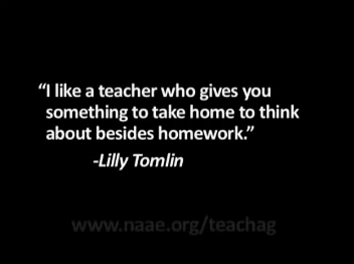 “I like a teacher who gives you
something to take home to think
about besides homework.”
-Lilly Tomlin
www.naae.org/teachag